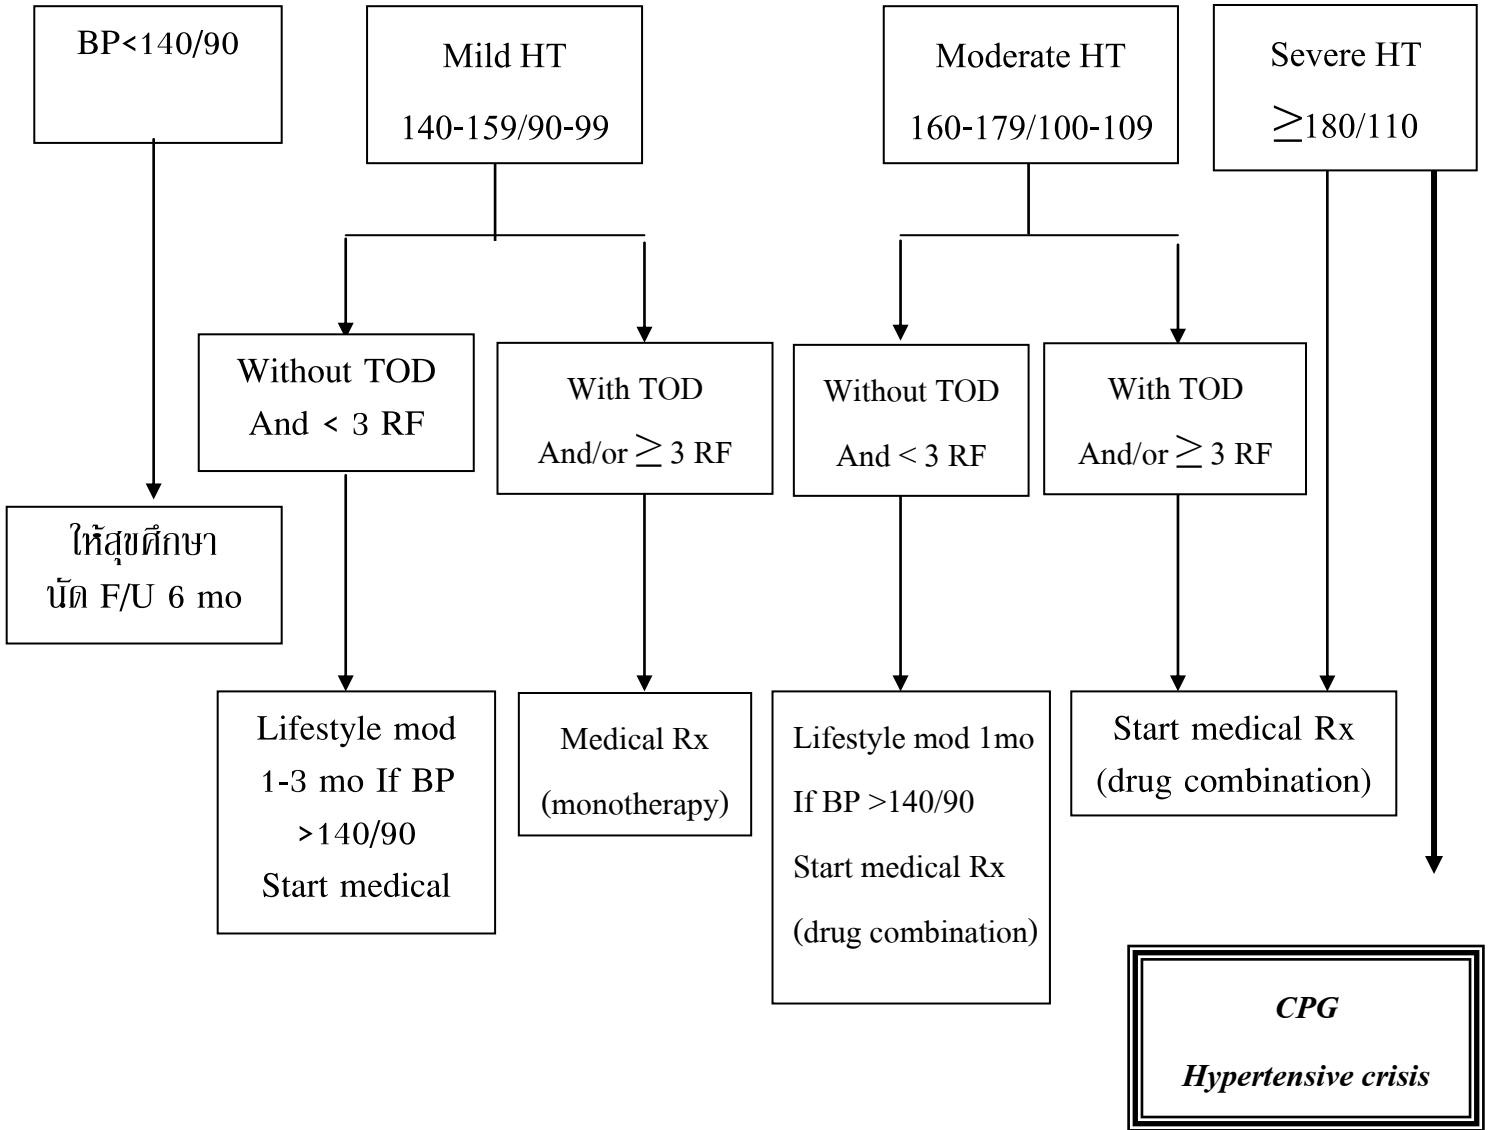 BP<140/90
Mild HT
140-159/90-99
Moderate HT
160-179/100-109
Severe HT
≥180/110
Without TOD
And < 3 RF
With TOD
And/or ≥ 3 RF
Without TOD
And < 3 RF
With TOD
And/or ≥ 3 RF
ให้สุขศึกษา
นัด F/U 6 mo
Lifestyle mod
1-3 mo If BP
>140/90
Start medical
Medical Rx
(monotherapy)
Lifestyle mod 1mo
If BP >140/90
Start medical Rx
(drug combination)
Start medical Rx
(drug combination)
CPG
Hypertensive crisis